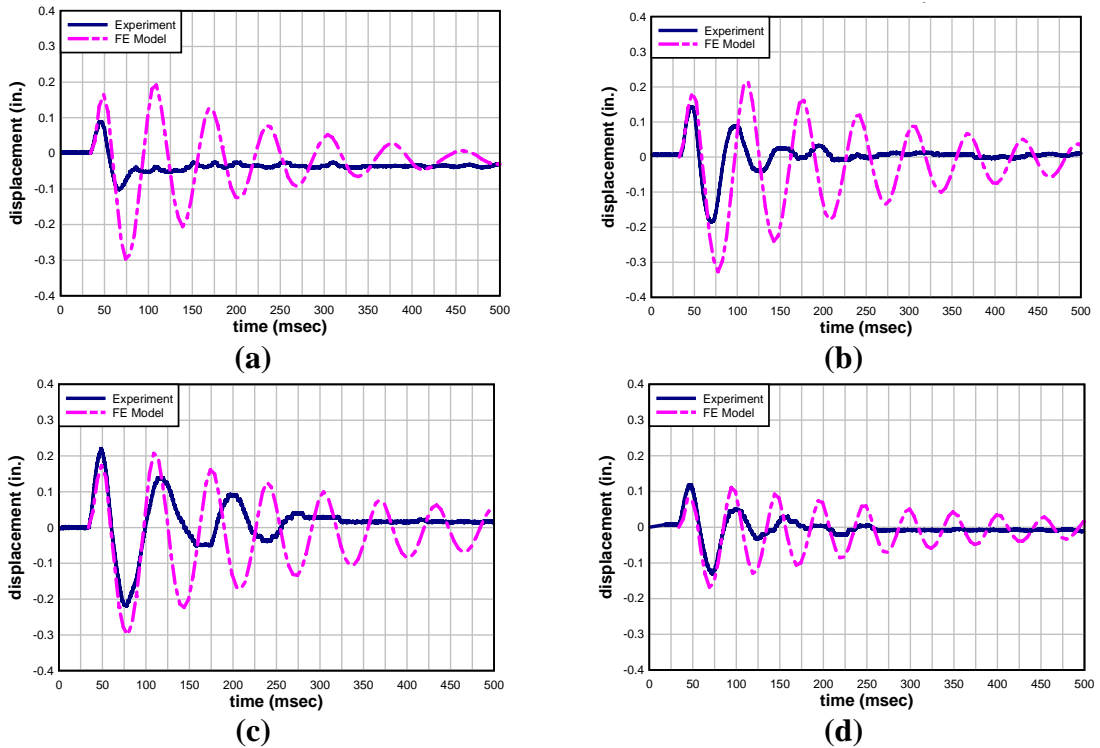 Experiment
FE Model
displacement (in.)
0.4
0.3
0.2
0.1
0
-0.1
-0.2
-0.3
-0.4
0 50 100 150 200 250 300 350 400 450 500
time (msec)
(a)
Experiment
FE Model
displacement (in.)
0.4
0.3
0.2
0.1
0
-0.1
-0.2
-0.3
-0.4
0 50 100 150 200 250 300 350 400 450 500
time (msec)
(b)
Experiment
FE Model
displacement (in.)
0.4
0.3
0.2
0.1
0
-0.1
-0.2
-0.3
-0.4
0 50 100 150 200 250 300 350 400 450 500
time (msec)
(c)
Experiment
FE Model
displacement (in.)
0.4
0.3
0.2
0.1
0
-0.1
-0.2
-0.3
-0.4
0 50 100 150 200 250 300 350 400 450 500
time (msec)
(d)